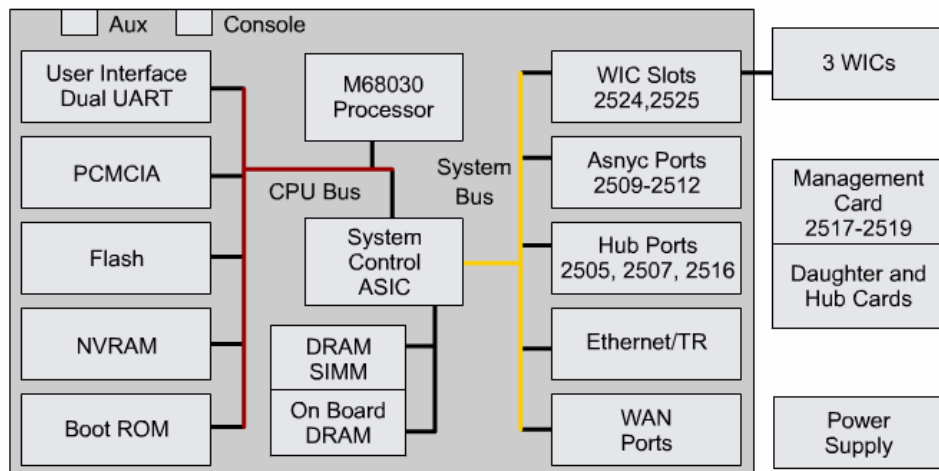 Aux
Console
User Interface
Dual UART
PCMCIA
Flash
NVRAM
Boot ROM
M68030
Processor
CPU Bus
System
Control
ASIC
DRAM
SIMM
On Board
DRAM
System
Bus
WIC Slots
2524,2525
Asnyc Ports
2509-2512
Hub Ports
2505, 2507, 2516
Ethernet/TR
WAN
Ports
3 WICs
Management
Card
2517-2519
Daughter and
Hub Cards
Power
Supply